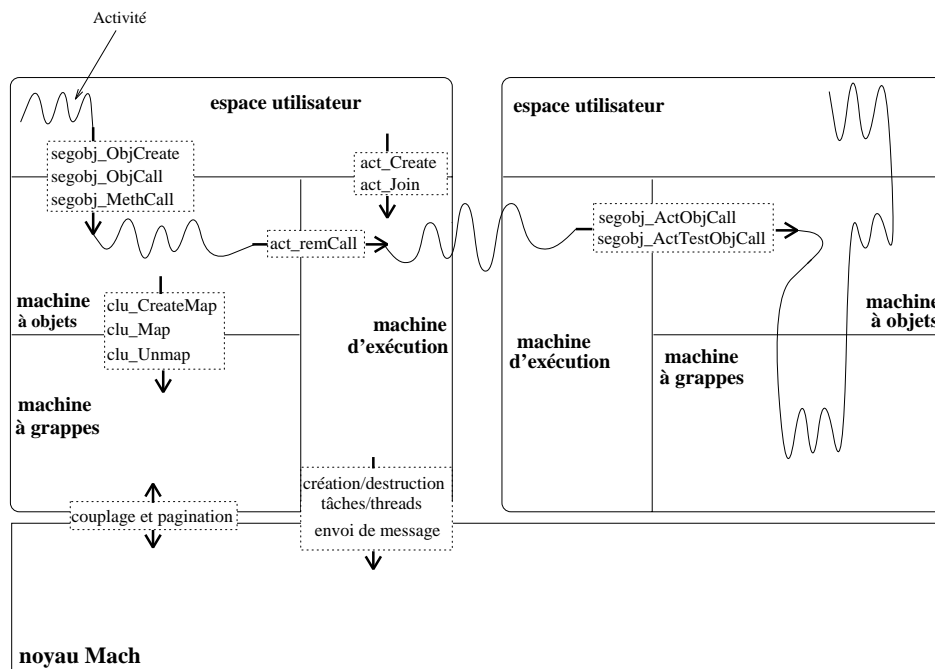 Activité
espace utilisateur
espace utilisateur
segobj_ObjCreate
segobj_ObjCall
segobj_MethCall
act_Create
act_Join
segobj_ActObjCall
segobj_ActTestObjCall
act_remCall
machine
à objets
clu_CreateMap
clu_Map
clu_Unmap
machine
d'exécution
machine
d'exécution
machine
à objets
machine
à grappes
machine
à grappes
création/destruction
tâches/threads
envoi de message
couplage et pagination
noyau Mach